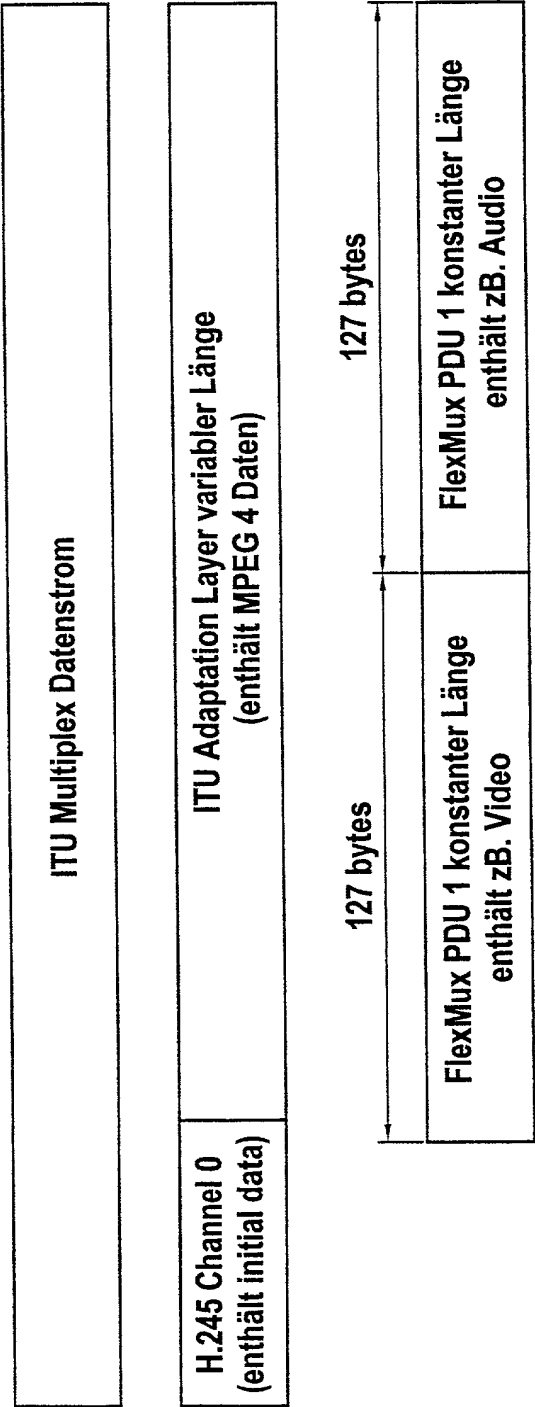 ITU Multiplex Datenstrom
H.245 Channel 0
(enthält initial data)
ITU Adaptation Layer variabler Länge
(enthält MPEG 4 Daten)
127 bytes
127 bytes
FlexMux PDU 1 konstanter Länge
enthält zB. Video
FlexMux PDU 1 konstanter Länge
enthält zB. Audio